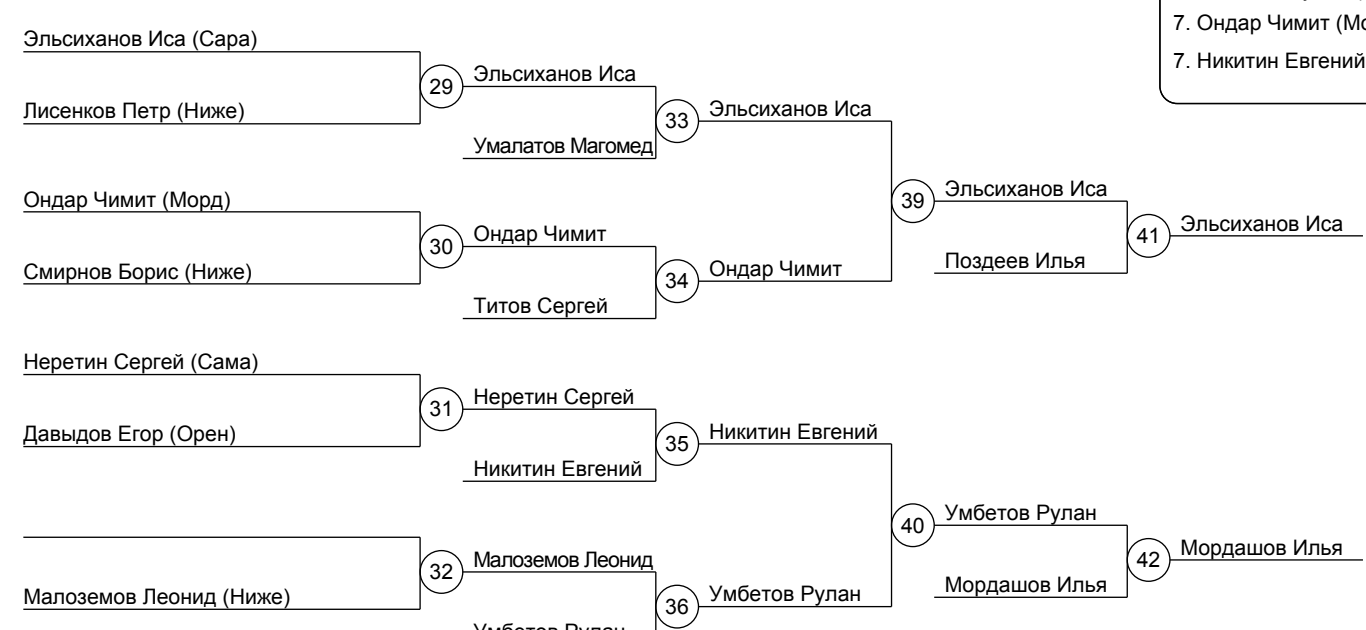 7. Ондар Чимит
7. Никитин Евгений
Эльсиханов Иса (Сара)
29
Эльсиханов Иса
Лисенков Петр (Ниже)
33
Эльсиханов Иса
Умалатов Магомед
Ондар Чимит (Морд)
39
Эльсиханов Иса
30
Ондар Чимит
41
Эльсиханов Иса
Смирнов Борис (Ниже)
34
Ондар Чимит
Поздеев Илья
Титов Сергей
Неретин Сергей (Сама)
31
Неретин Сергей
Давыдов Егор (Орен)
35
Никитин Евгений
Никитин Евгений
40
Умбетов Рулан
32
Малоземов Леонид
42
Мордашов Илья
Малоземов Леонид (Ниже)
36
Умбетов Рулан
Мордашов Илья
Умбетов Рулан